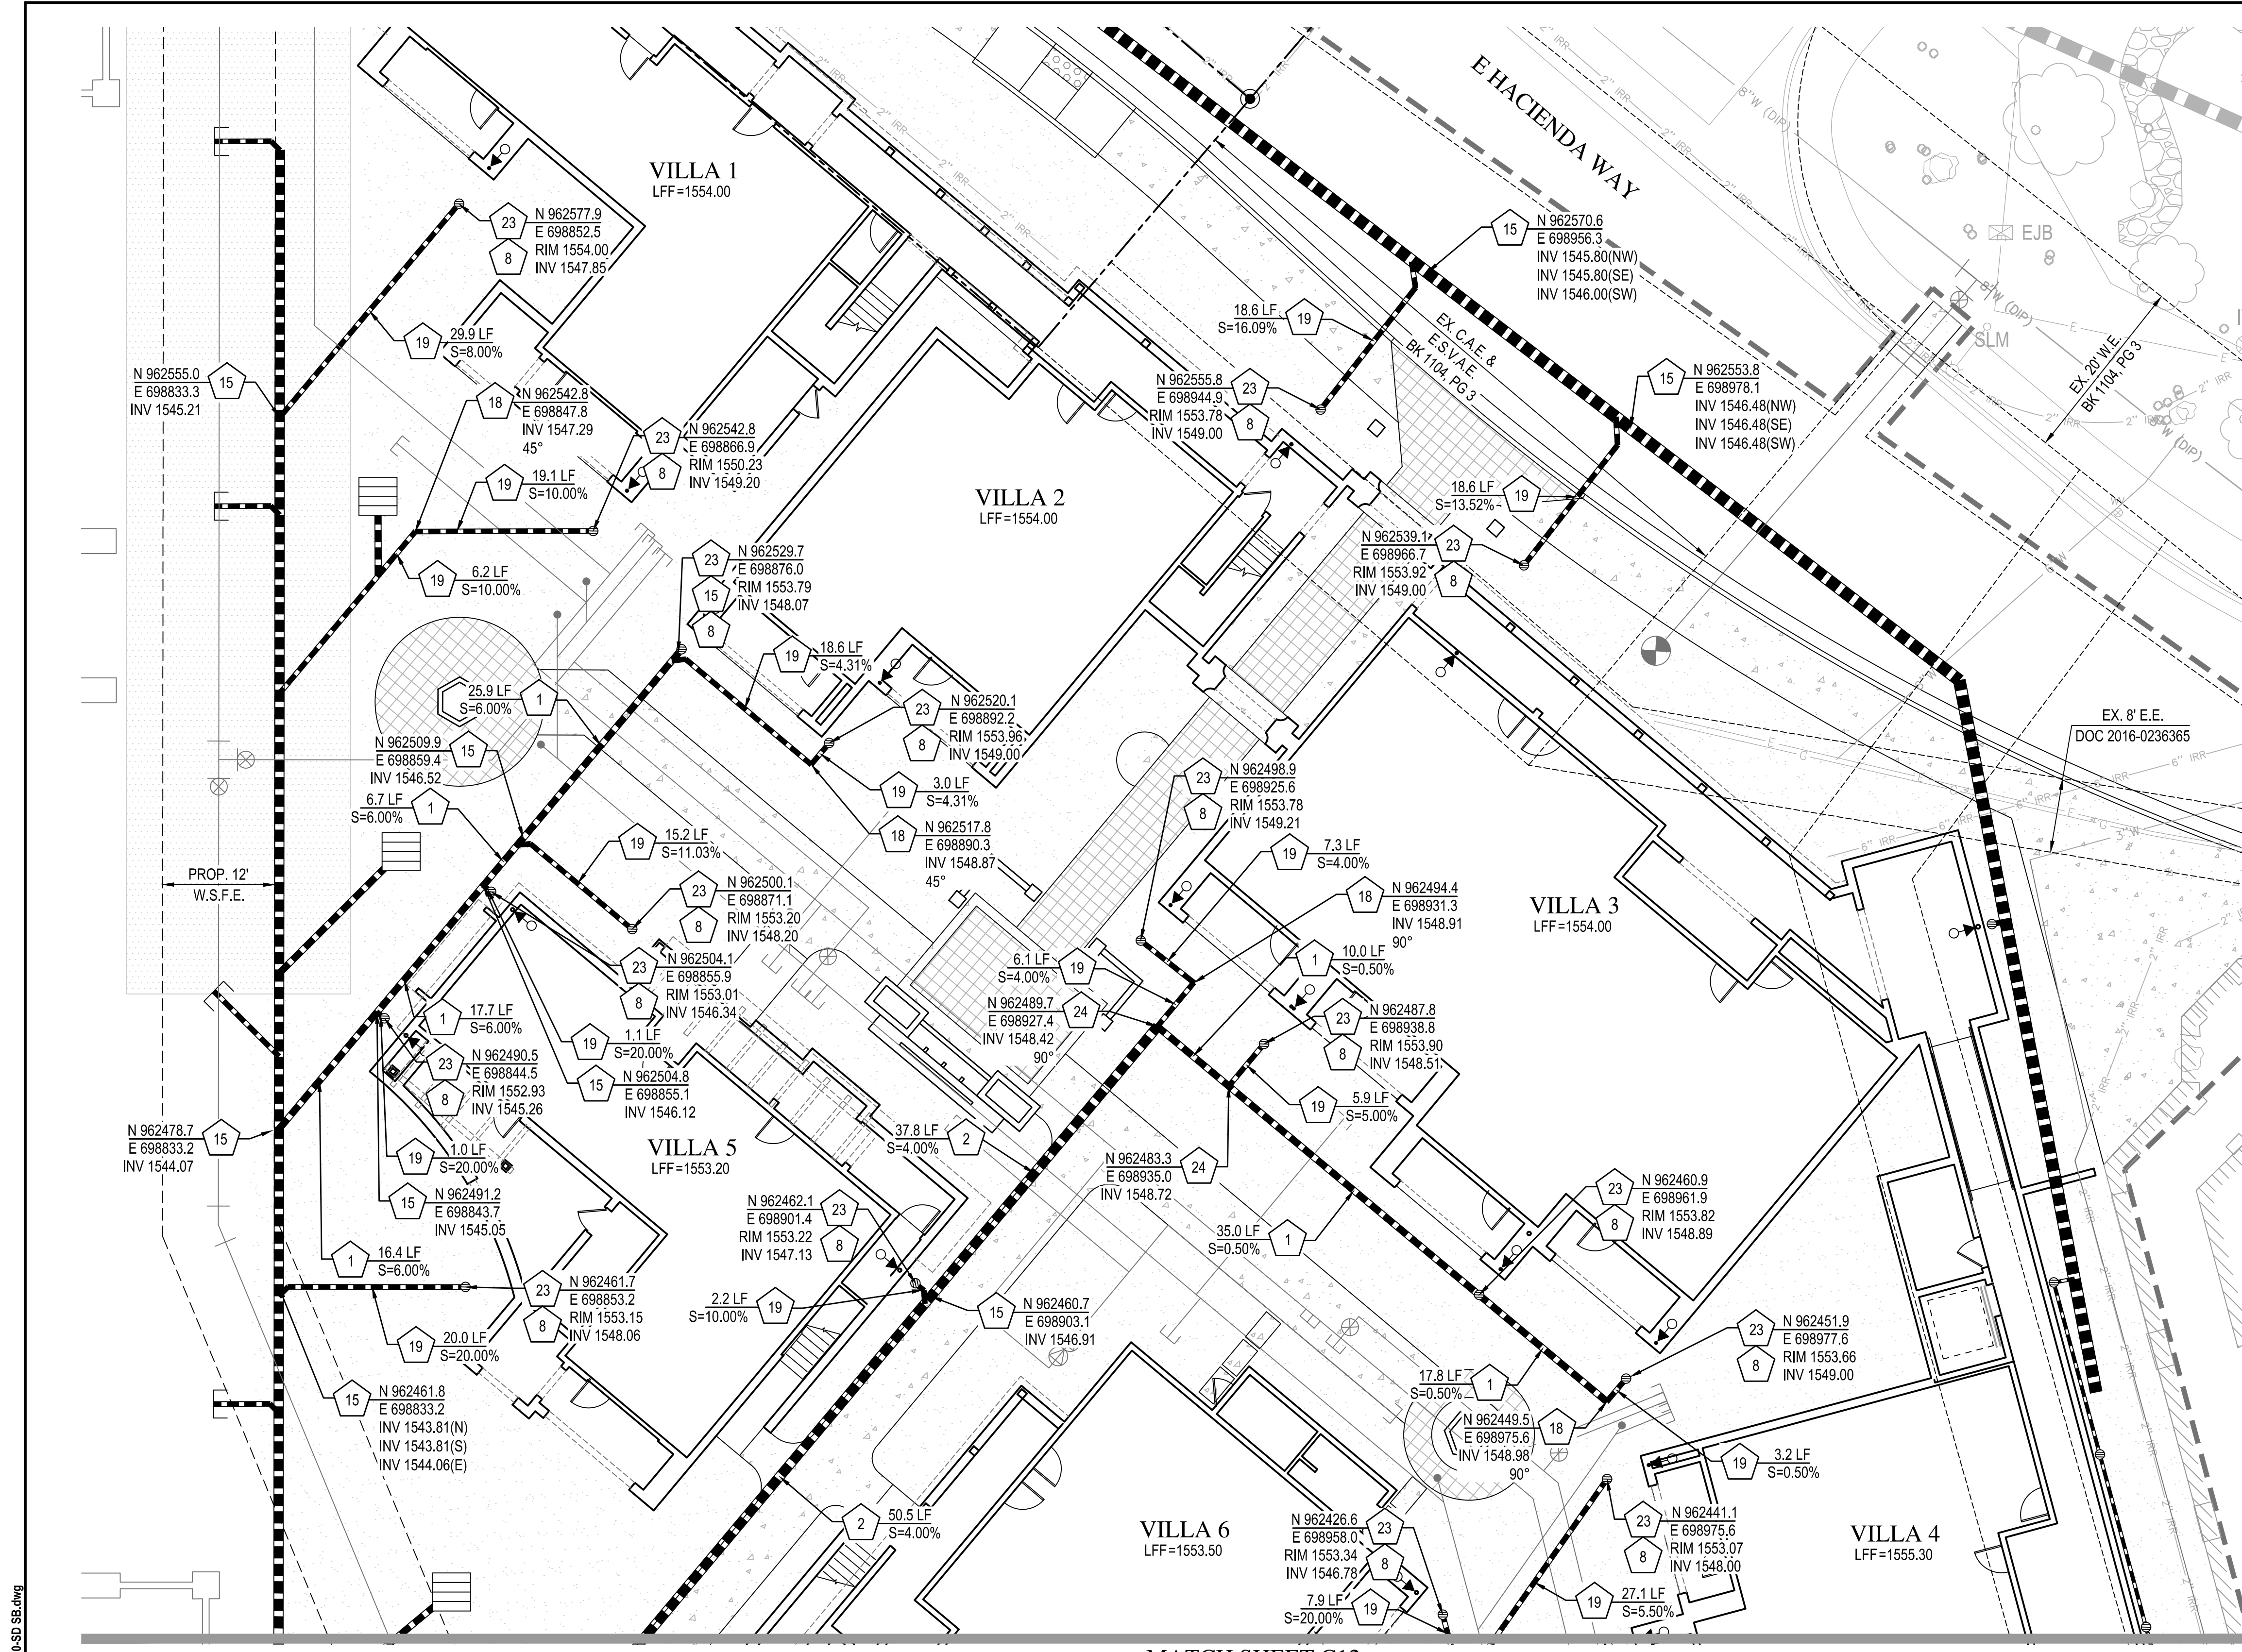 E HACIENDA WAY
VILLA 1
LFF=1554.00
2" IRR
2" IRR
2" IRR
2" IRR
IRR
8"W (DIP)
EJB
8"W (DIP)
SLM
8"W (DIP)
EX. 20' W.E.
BK 1104, PG 3
23
8
N 962577.9
E 698852.5
RIM 1554.00
INV 1547.85
15
N 962570.6
E 698956.3
INV 1545.80(NW)
INV 1545.80(SE)
INV 1546.00(SW)
18.6 LF
S=16.09%
19
EX. C.A.E. &
E.S.V.A.E.
BK 1104, PG 3
19
29.9 LF
S=8.00%
N 962555.0
E 698833.3
INV 1545.21
15
18
N 962542.8
E 698847.8
INV 1547.29
45°
N 962555.8
E 698944.9
RIM 1553.78
INV 1549.00
23
8
15
N 962553.8
E 698978.1
INV 1546.48(NW)
INV 1546.48(SE)
INV 1546.48(SW)
23
8
N 962542.8
E 698866.9
RIM 1550.23
INV 1549.20
19
19.1 LF
S=10.00%
VILLA 2
LFF=1554.00
18.6 LF
S=13.52%
19
N 962539.1
E 698966.7
RIM 1553.92
INV 1549.00
23
8
23
15
8
N 962529.7
E 698876.0
RIM 1553.79
INV 1548.07
19
6.2 LF
S=10.00%
19
18.6 LF
S=4.31%
25.9 LF
S=6.00%
1
23
8
N 962520.1
E 698892.2
RIM 1553.96
INV 1549.00
EX. 8' E.E.
DOC 2016-0236365
N 962509.9
E 698859.4
INV 1546.52
15
19
3.0 LF
S=4.31%
23
8
N 962498.9
E 698925.6
RIM 1553.78
INV 1549.21
6" IRR
6" IRR
6" IRR
3"W
6.7 LF
S=6.00%
1
18
N 962517.8
E 698890.3
INV 1548.87
45°
19
15.2 LF
S=11.03%
19
7.3 LF
S=4.00%
PROP. 12'
W.S.F.E.
23
8
N 962500.1
E 698871.1
RIM 1553.20
INV 1548.20
18
N 962494.4
E 698931.3
INV 1548.91
90°
VILLA 3
LFF=1554.00
23
8
N 962504.1
E 698855.9
RIM 1553.01
INV 1546.34
6.1 LF
S=4.00%
19
1
10.0 LF
S=0.50%
1
17.7 LF
S=6.00%
N 962489.7
E 698927.4
INV 1548.42
90°
24
23
8
N 962487.8
E 698938.8
RIM 1553.90
INV 1548.51
19
1.1 LF
S=20.00%
23
8
N 962490.5
E 698844.5
RIM 1552.93
INV 1545.26
15
N 962504.8
E 698855.1
INV 1546.12
19
5.9 LF
S=5.00%
N 962478.7
E 698833.2
INV 1544.07
15
VILLA 5
LFF=1553.20
37.8 LF
S=4.00%
2
19
1.0 LF
S=20.00%
N 962483.3
E 698935.0
INV 1548.72
24
15
N 962491.2
E 698843.7
INV 1545.05
N 962462.1
E 698901.4
RIM 1553.22
INV 1547.13
23
8
23
8
N 962460.9
E 698961.9
RIM 1553.82
INV 1548.89
35.0 LF
S=0.50%
1
1
16.4 LF
S=6.00%
23
8
N 962461.7
E 698853.2
RIM 1553.15
INV 1548.06
2.2 LF
S=10.00%
19
15
N 962460.7
E 698903.1
INV 1546.91
23
8
N 962451.9
E 698977.6
RIM 1553.66
INV 1549.00
19
20.0 LF
S=20.00%
17.8 LF
S=0.50%
1
15
N 962461.8
E 698833.2
INV 1543.81(N)
INV 1543.81(S)
INV 1544.06(E)
N 962449.5
E 698975.6
INV 1548.98
90°
18
19
3.2 LF
S=0.50%
2
50.5 LF
S=4.00%
VILLA 6
LFF=1553.50
N 962426.6
E 698958.0
RIM 1553.34
INV 1546.78
23
8
23
8
N 962441.1
E 698975.6
RIM 1553.07
INV 1548.00
VILLA 4
LFF=1555.30
7.9 LF
S=20.00%
19
19
27.1 LF
S=5.50%
0-SD SB.dwg